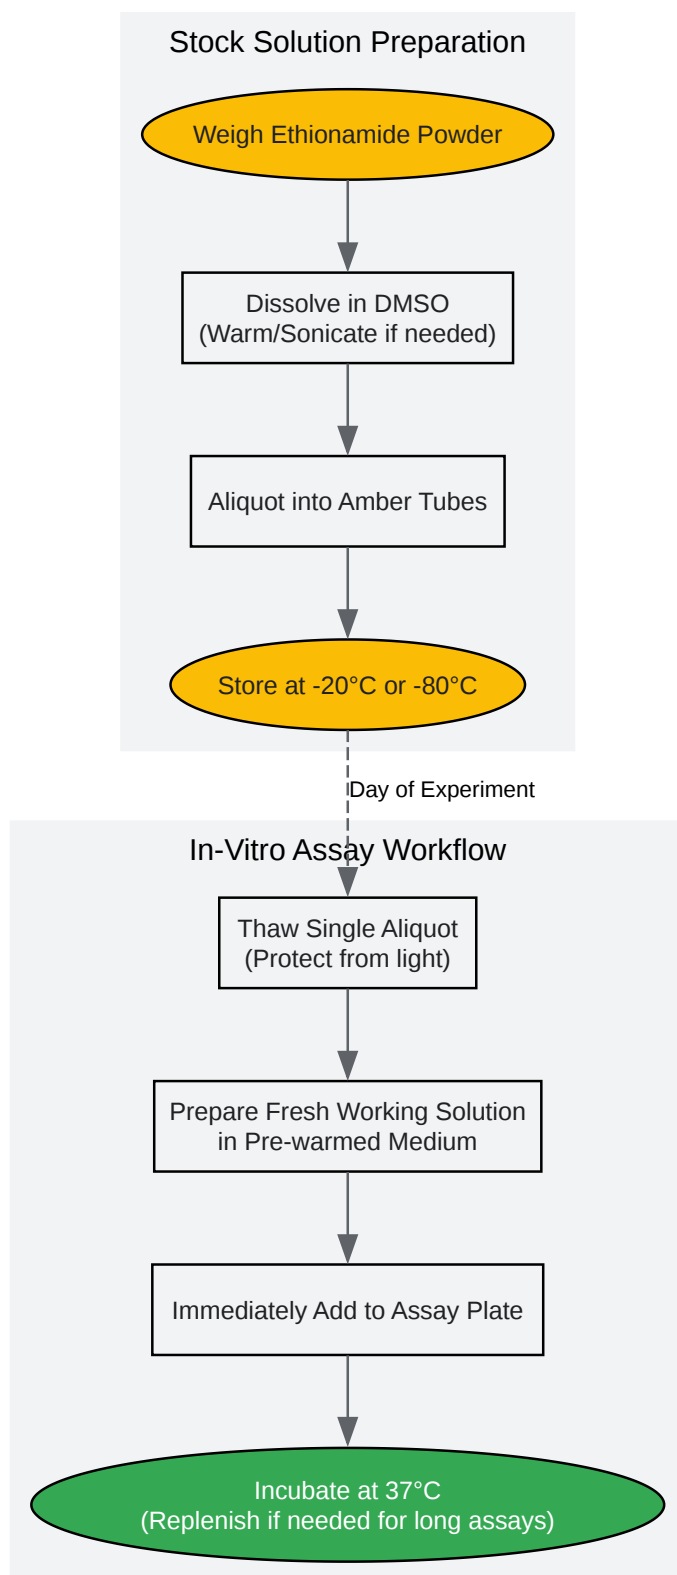 Stock Solution Preparation
Weigh Ethionamide Powder
Dissolve in DMSO
(Warm/Sonicate if needed)
Aliquot into Amber Tubes
Store at -20°C or -80°C
Day of Experiment
In-Vitro Assay Workflow
Thaw Single Aliquot
(Protect from light)
Prepare Fresh Working Solution
in Pre-warmed Medium
Immediately Add to Assay Plate
Incubate at 37°C
(Replenish if needed for long assays)